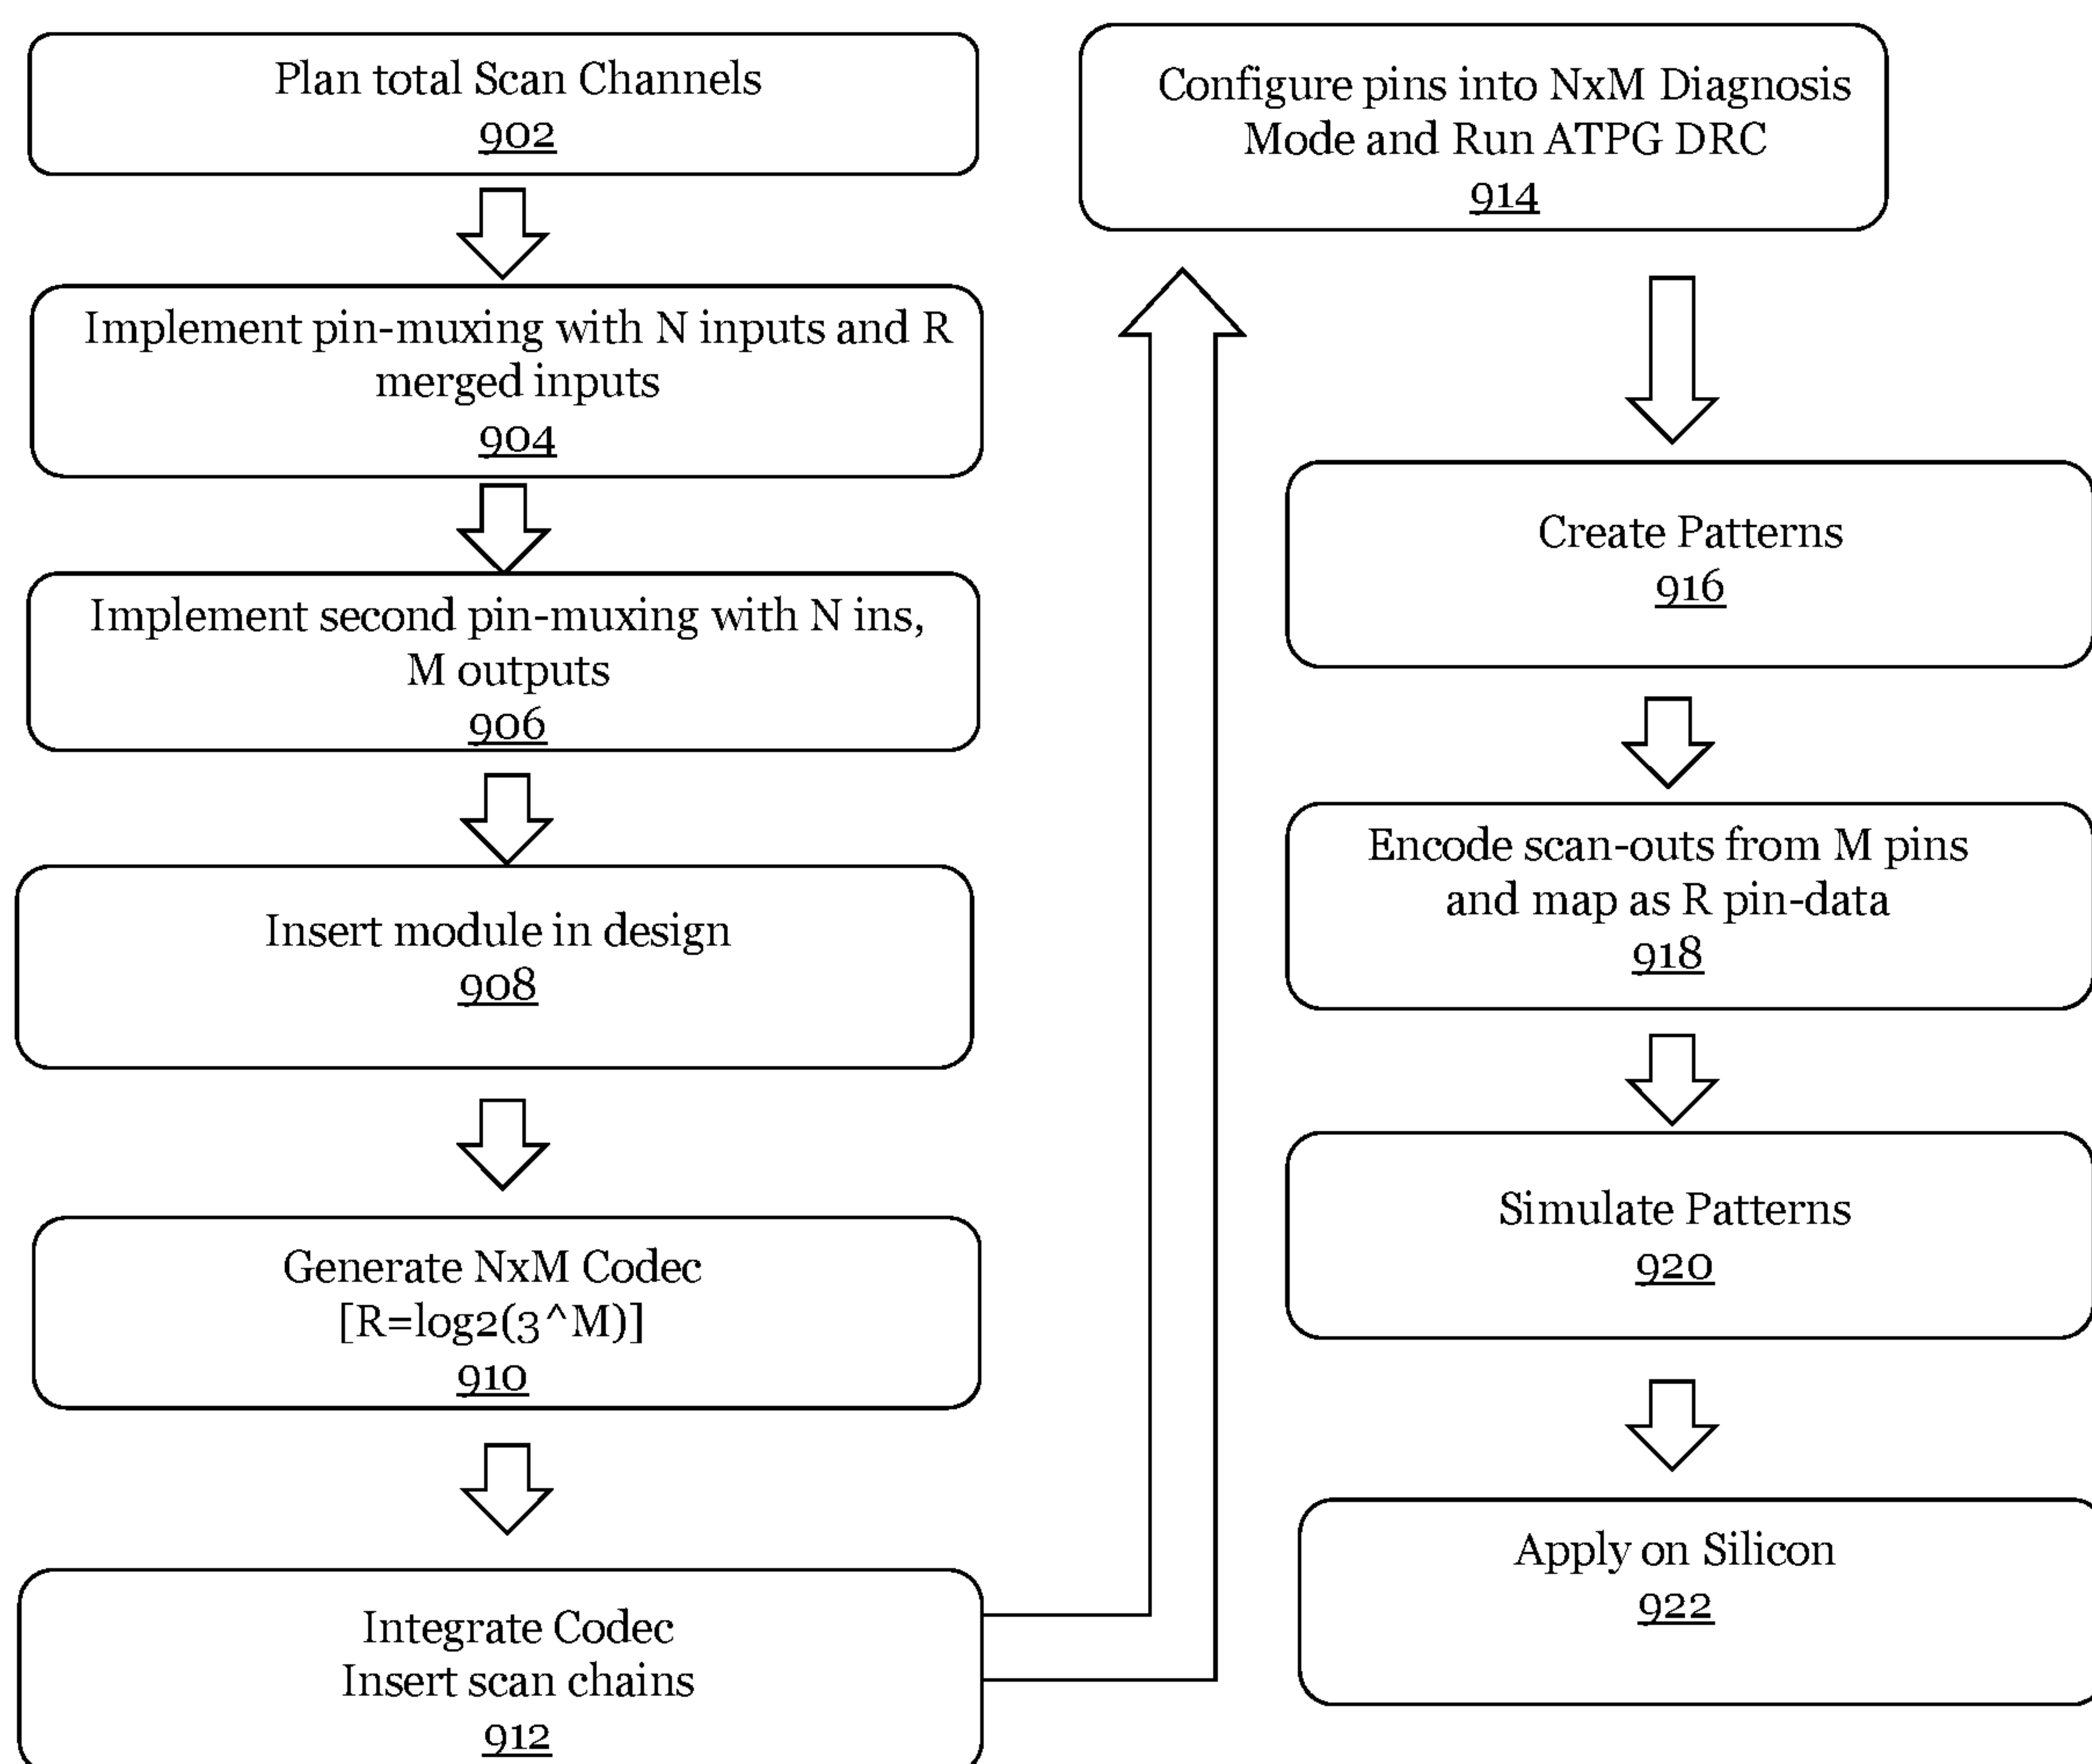 Plan total Scan Channels
902
Implement pin-muxing with N inputs and R
merged inputs
904
Implement second pin-muxing with N ins,
M outputs
906
Insert module in design
908
Generate NxM Codec
[R=log2(3^M)]
910
Integrate Codec
Insert scan chains
912
Configure pins into NxM Diagnosis
Mode and Run ATPG DRC
914
Create Patterns
916
Encode scan-outs from M pins
and map as R pin-data
918
Simulate Patterns
920
Apply on Silicon
922